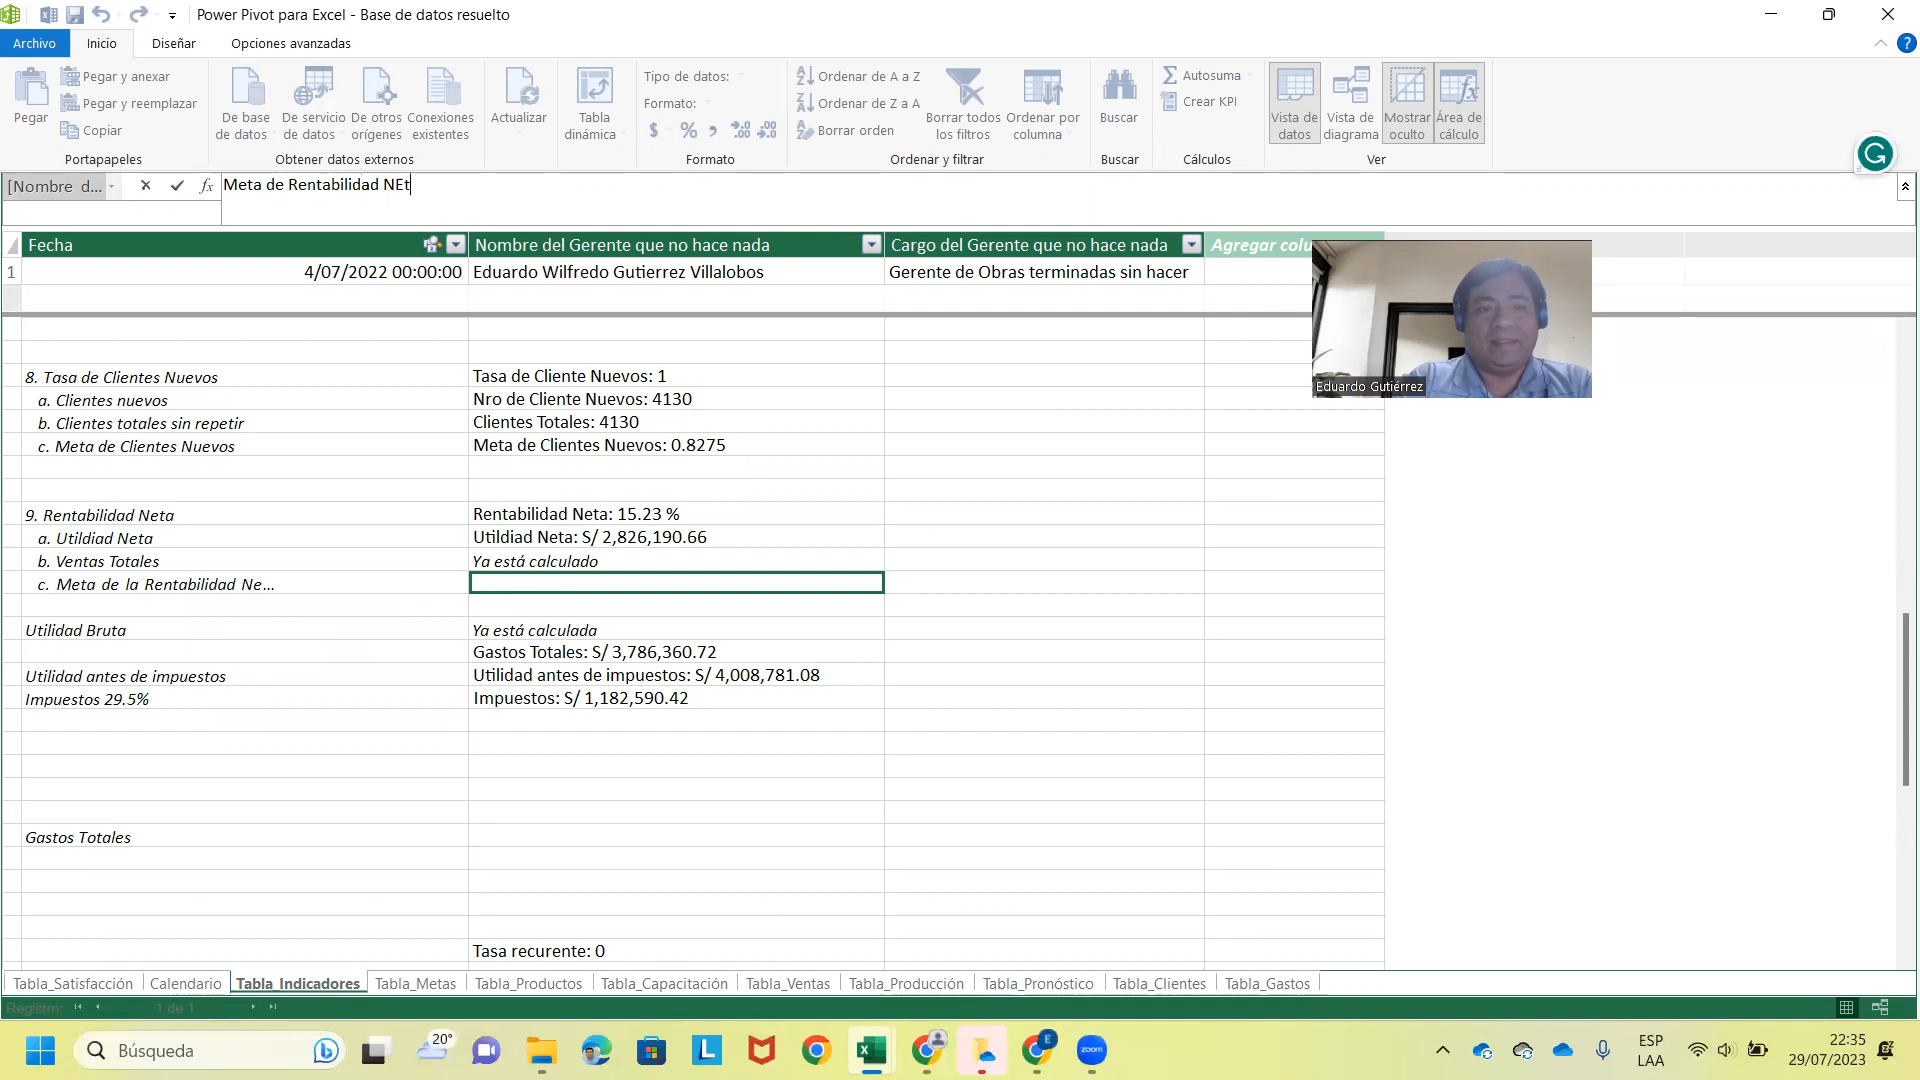 Power Pivot para Excel - Base de datos resuelto
Archivo
Inicio
Diseñar
Opciones avanzadas
Pegar
Pegar y anexar
Pegar y reemplazar
Copiar
Portapapeles
De base de datos
De servicio de datos
De otros orígenes
Conexiones existentes
Obtener datos externos
Actualizar
Tabla dinámica
Tipo de datos:
Formato:
$ % ,
Formato
Ordenar de A a Z
Ordenar de Z a A
Borrar orden
Borrar todos los filtros
Ordenar por columna
Ordenar y filtrar
Buscar
Buscar
Autosuma
Crear KPI
Cálculos
Vista de datos
Vista de diagrama
Mostrar oculto
Área de cálculo
Ver
[Nombre d...
fx
Meta de Rentabilidad NEt
Fecha
Nombre del Gerente que no hace nada
Cargo del Gerente que no hace nada
Agregar colu
1
4/07/2022 00:00:00
Eduardo Wilfredo Gutierrez Villalobos
Gerente de Obras terminadas sin hacer
Eduardo Gutiérrez
8. Tasa de Clientes Nuevos
Tasa de Cliente Nuevos: 1
a. Clientes nuevos
Nro de Cliente Nuevos: 4130
b. Clientes totales sin repetir
Clientes Totales: 4130
c. Meta de Clientes Nuevos
Meta de Clientes Nuevos: 0.8275
9. Rentabilidad Neta
Rentabilidad Neta: 15.23 %
a. Utildiad Neta
Utildiad Neta: S/ 2,826,190.66
b. Ventas Totales
Ya está calculado
c. Meta de la Rentabilidad Ne...
Utilidad Bruta
Ya está calculada
Gastos Totales: S/ 3,786,360.72
Utilidad antes de impuestos
Utilidad antes de impuestos: S/ 4,008,781.08
Impuestos 29.5%
Impuestos: S/ 1,182,590.42
Gastos Totales
Tasa recurente: 0
Tabla_Satisfacción
Calendario
Tabla_Indicadores
Tabla_Metas
Tabla_Productos
Tabla_Capacitación
Tabla_Ventas
Tabla_Producción
Tabla_Pronóstico
Tabla_Clientes
Tabla_Gastos
Registro:
1 de 1
Búsqueda
20°
zoom
ESP
LAA
22:35
29/07/2023